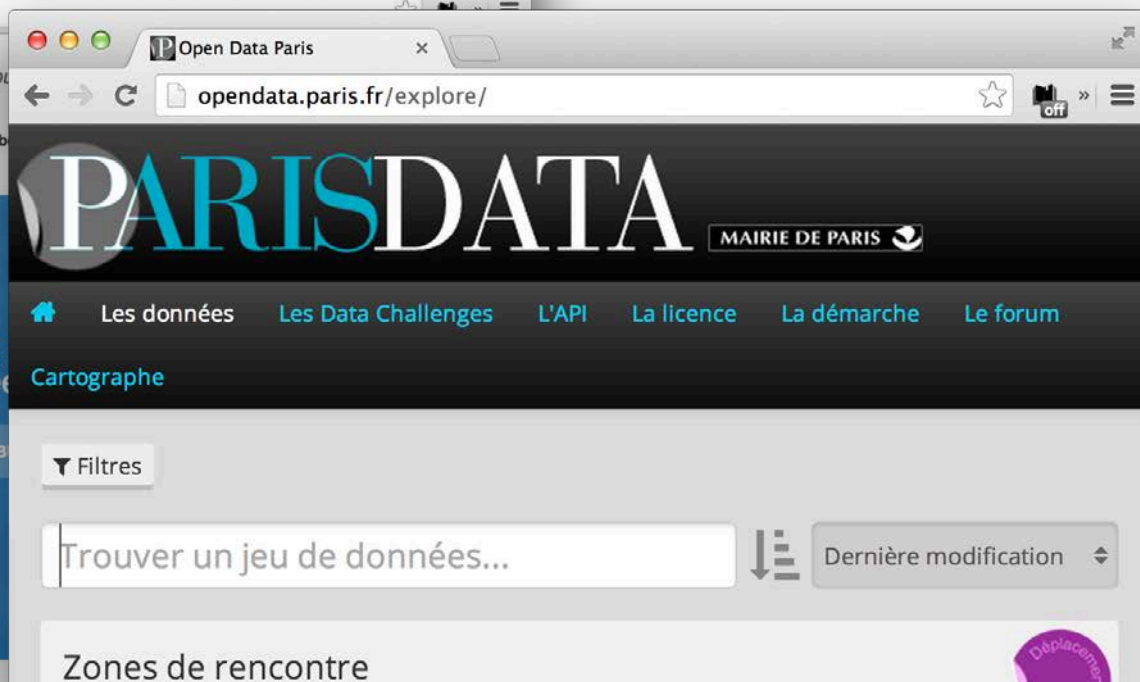 Open Data Paris
opendata.paris.fr/explore/
off
»
PARISDATA
MAIRIE DE PARIS
Les données Les Data Challenges L'API La licence La démarche Le forum
Cartographe
Filtres
Trouver un jeu de données...
Dernière modification
Zones de rencontre